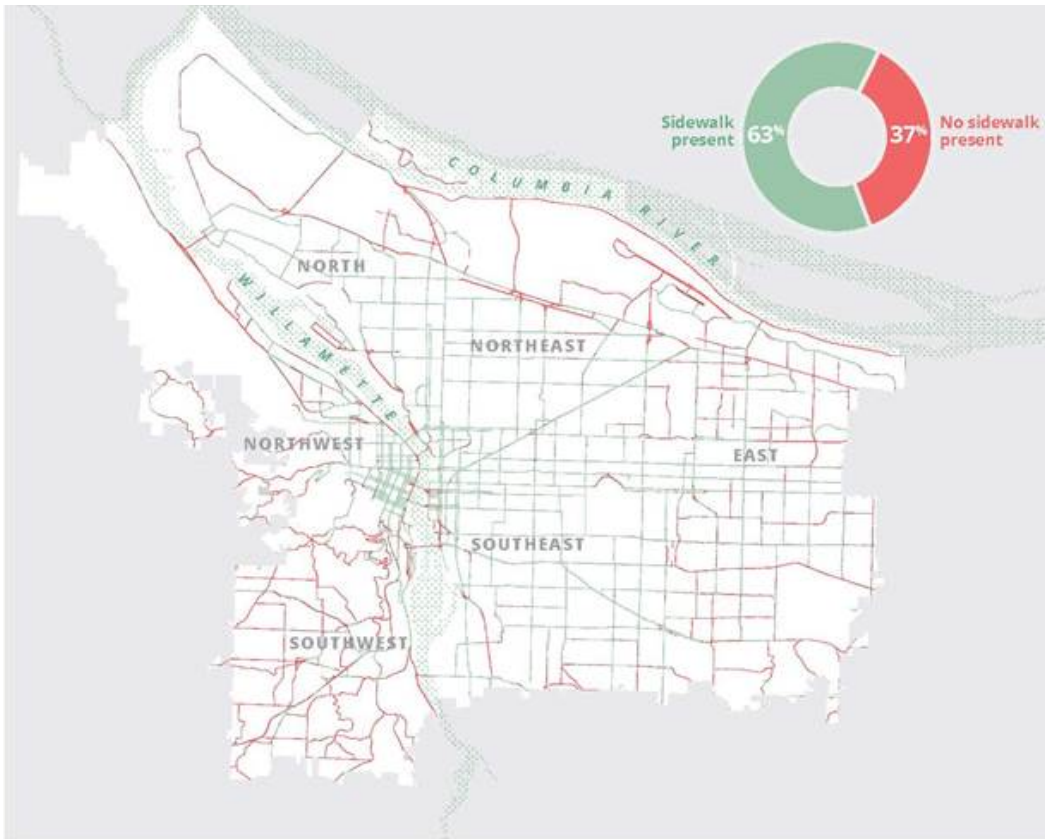 Sidewalk
present
63%
37%
No sidewalk
present
COLUMBIA RIVER
NORTH
WILLAMETTE
NORTHEAST
NORTHWEST
EAST
SOUTHEAST
SOUTHWEST